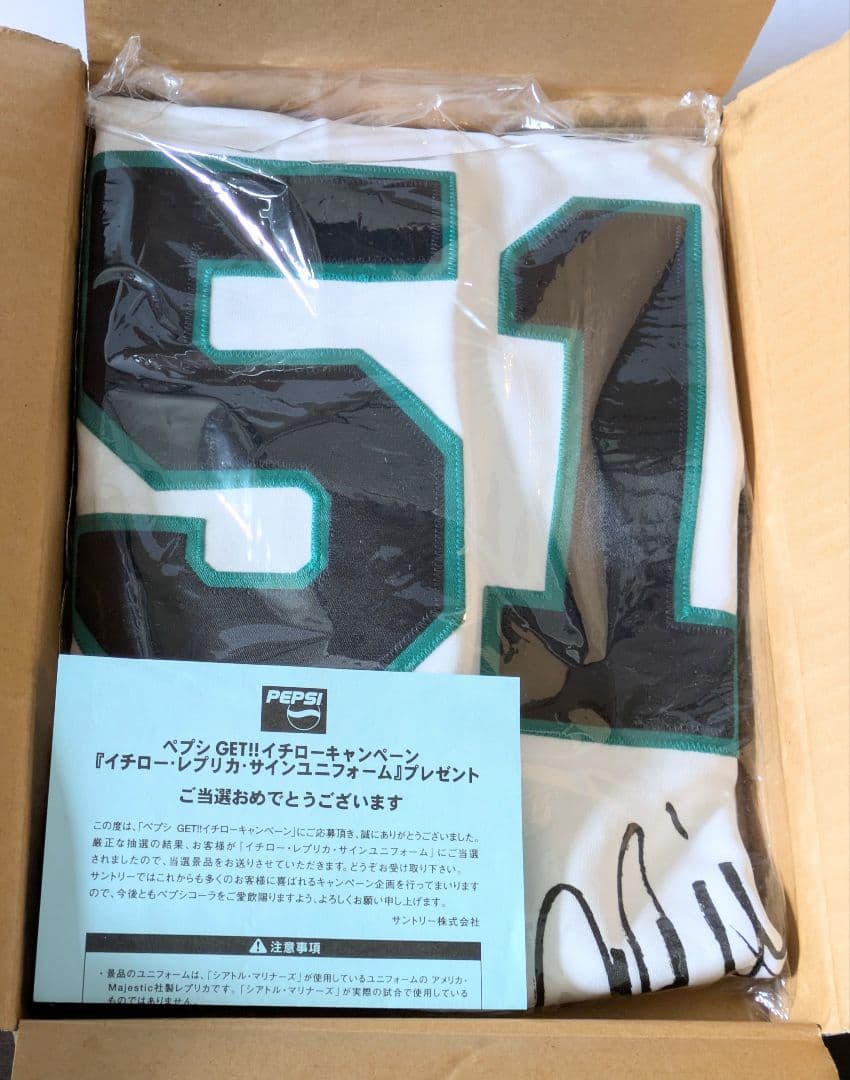 51
PEPSI
ペプシ GET!!イチローキャンペーン
『イチロー・レプリカ・サインユニフォーム』プレゼント
ご当選おめでとうございます
この度は、「ペプシ GET!!イチローキャンペーン」にご応募頂き、誠にありがとうございました。
厳正な抽選の結果、お客様が「イチロー・レプリカ・サインユニフォーム」にご当選
されましたので、当選景品をお送りさせていただきます。どうぞお受け取り下さい。
サントリーではこれからも多くのお客様に喜ばれるキャンペーン企画を行ってまいります
ので、今後ともペプシコーラをご愛飲賜りますよう、よろしくお願い申し上げます。
サントリー株式会社
注意事項
・景品のユニフォームは、「シアトル・マリナーズ」が使用しているユニフォームの アメリカ・
Majestic社製レプリカです。「シアトル・マリナーズ」が実際の試合で使用している
ものではありません。